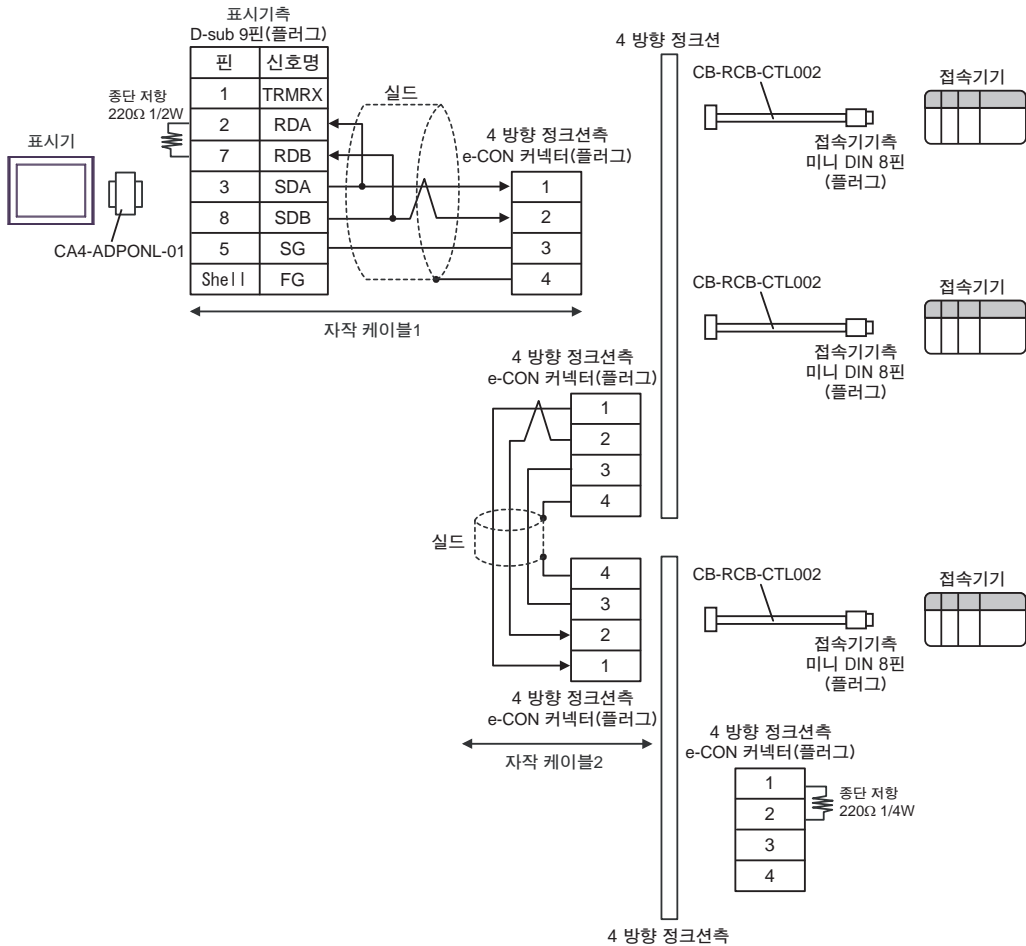 표시기측
D-sub 9핀(플러그)
핀 신호명
1 TRMRX
2 RDA
7 RDB
3 SDA
8 SDB
5 SG
Shell FG
종단 저항
220Ω 1/2W
표시기
CA4-ADPONL-01
실드
4 방향 정크션측
e-CON 커넥터(플러그)
1
2
3
4
자작 케이블1
4 방향 정크션
CB-RCB-CTL002
접속기기측
미니 DIN 8핀
(플러그)
접속기기
CB-RCB-CTL002
접속기기측
미니 DIN 8핀
(플러그)
접속기기
4 방향 정크션측
e-CON 커넥터(플러그)
1
2
3
4
실드
4
3
2
1
4 방향 정크션측
e-CON 커넥터(플러그)
자작 케이블2
CB-RCB-CTL002
접속기기측
미니 DIN 8핀
(플러그)
접속기기
4 방향 정크션측
e-CON 커넥터(플러그)
1
2
3
4
종단 저항
220Ω 1/4W
4 방향 정크션측